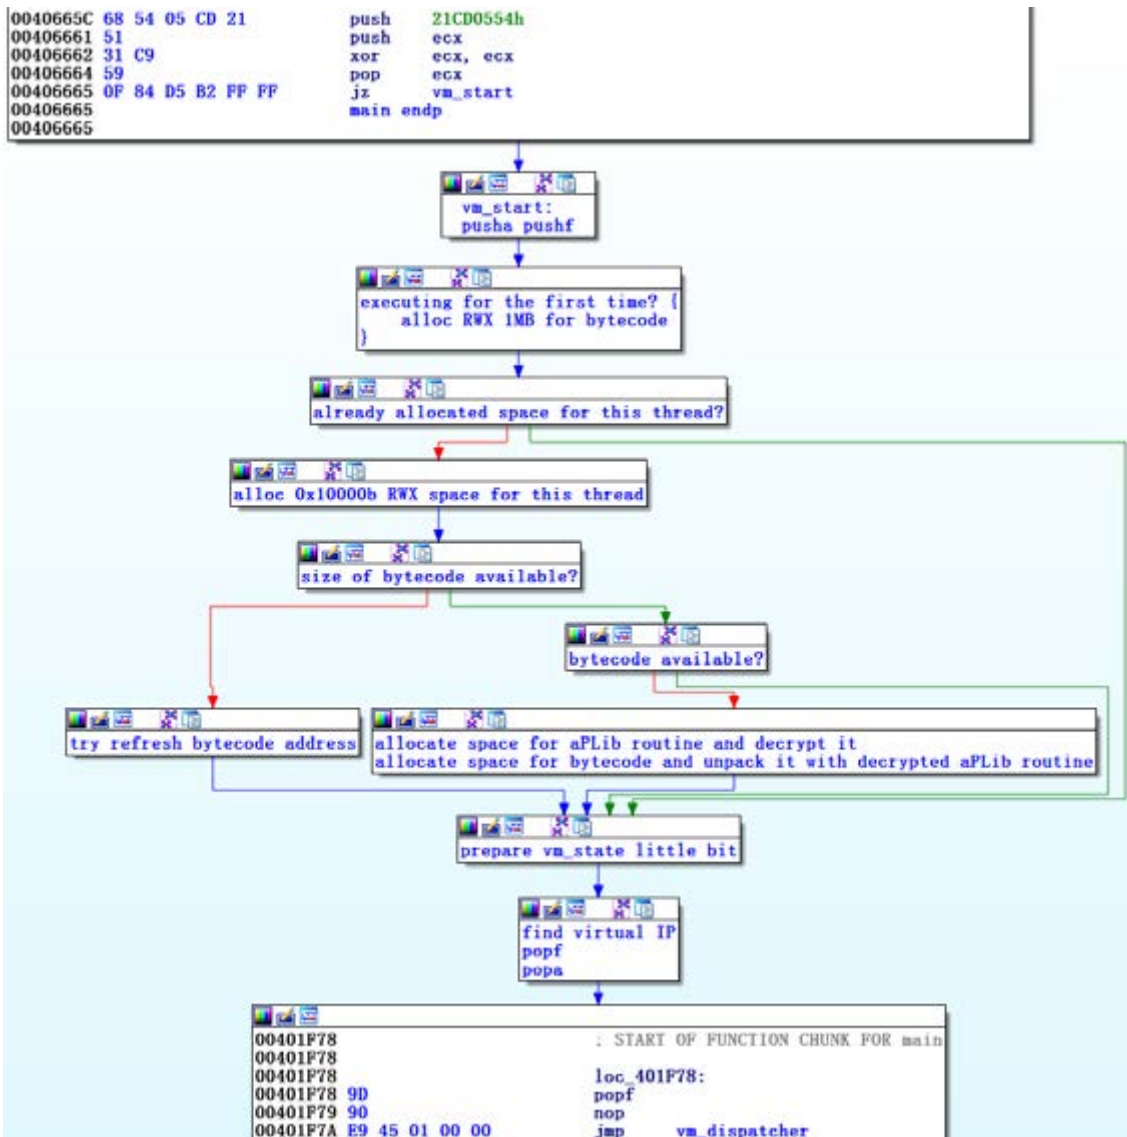 0040665C 68 54 05 CD 21 push 21CD0554h
00406661 51 push ecx
00406662 31 C9 xor ecx, ecx
00406664 59 pop ecx
00406665 0F 84 D5 B2 FF FF jz vm_start
00406665 main endp
00406665
vm_start:
pusha pushf
executing for the first time? {
alloc RWX 1MB for bytecode
}
already allocated space for this thread?
alloc 0x10000b RWX space for this thread
size of bytecode available?
bytecode available?
try refresh bytecode address
allocate space for aPLib routine and decrypt it
allocate space for bytecode and unpack it with decrypted aPLib routine
prepare vm_state little bit
find virtual IP
popf
popa
00401F78 ; START OF FUNCTION CHUNK FOR main
00401F78
00401F78 loc_401F78:
00401F78 9D popf
00401F79 90 nop
00401F7A E9 45 01 00 00 jmp vm_dispatcher